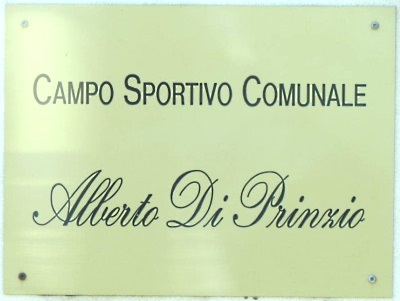 CAMPO SPORTIVO COMUNALE
Alberto Di Prinzio